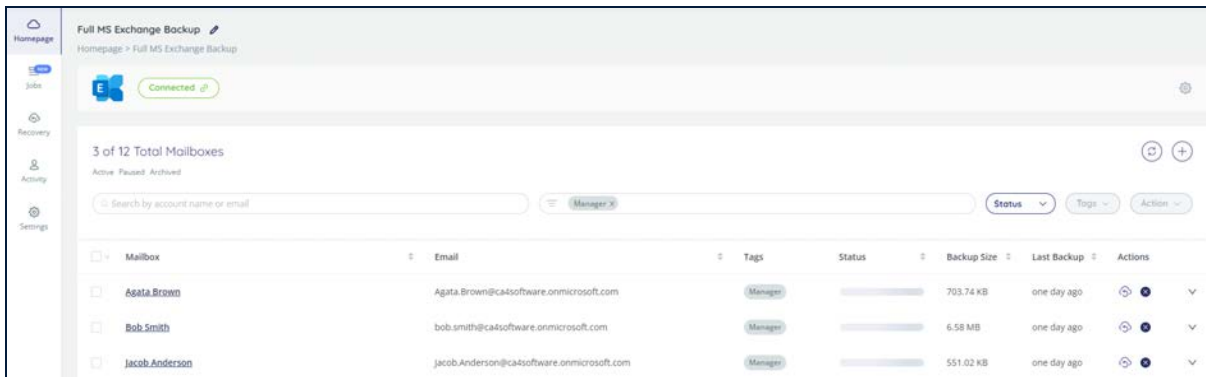 Homepage
NEW
Jobs
Recovery
Activity
Settings
Full MS Exchange Backup
Homepage > Full MS Exchange Backup
E
Connected
3 of 12 Total Mailboxes
Active Paused Archived
Search by account name or email
Manager x
Status
Tags
Action
Mailbox Email Tags Status Backup Size Last Backup Actions
Agata Brown Agata.Brown@ca4software.onmicrosoft.com Manager 703.74 KB one day ago
Bob Smith bob.smith@ca4software.onmicrosoft.com Manager 6.58 MB one day ago
Jacob Anderson Jacob.Anderson@ca4software.onmicrosoft.com Manager 551.02 KB one day ago